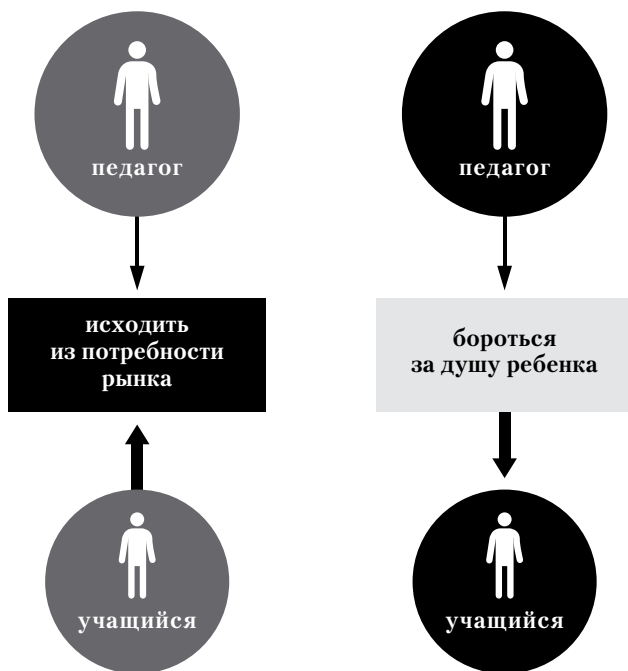 педагог
педагог
исходить
из потребности
рынка
бороться
за душу ребенка
учащийся
учащийся